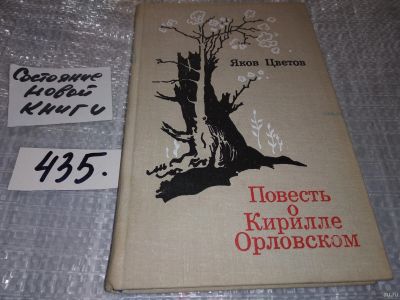 Состояние
новой
книги
435.
Яков Цветов
Повесть
о
Кирилле
Орловском